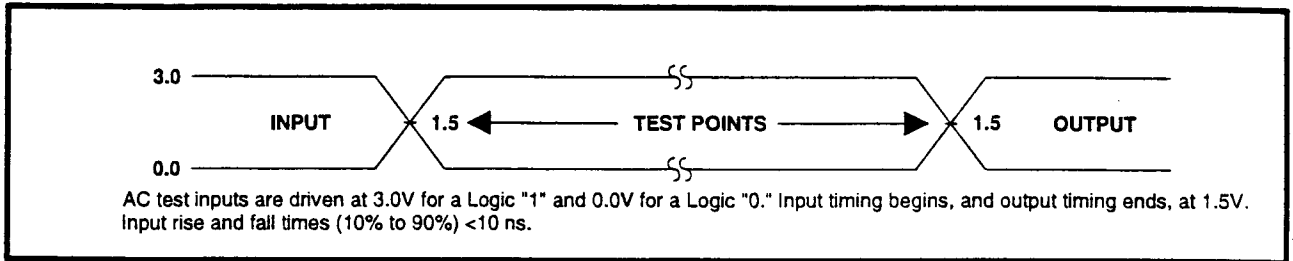 3.0
INPUT 1.5 TEST POINTS 1.5 OUTPUT
0.0
AC test inputs are driven at 3.0V for a Logic "1" and 0.0V for a Logic "0." Input timing begins, and output timing ends, at 1.5V.
Input rise and fall times (10% to 90%) <10 ns.